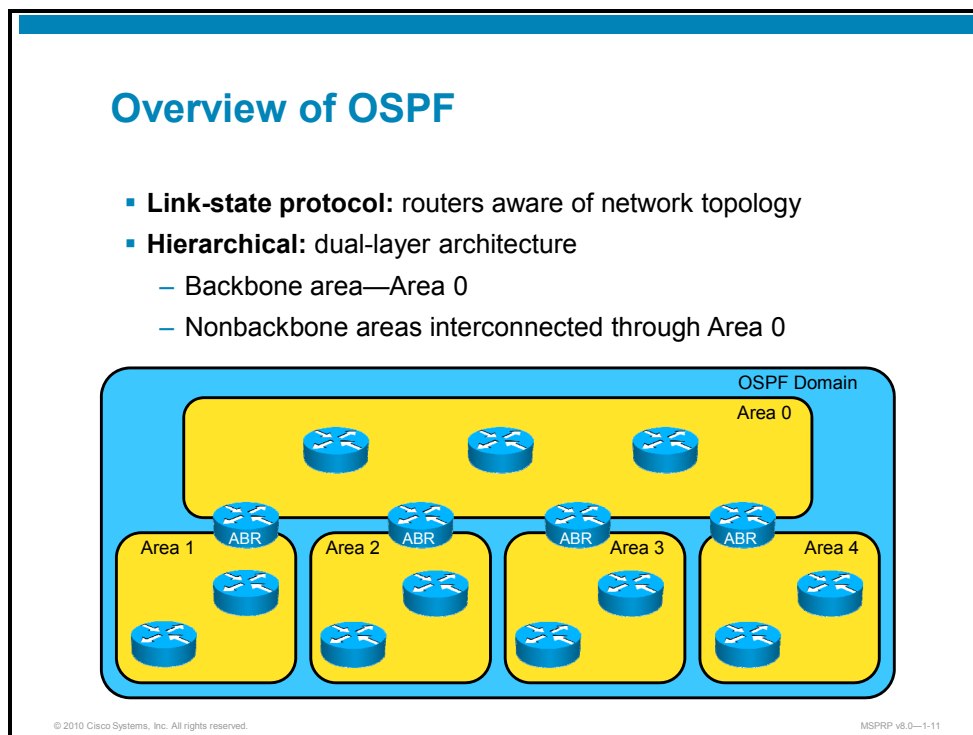 Overview of OSPF
▪ Link-state protocol: routers aware of network topology
▪ Hierarchical: dual-layer architecture
– Backbone area—Area 0
– Nonbackbone areas interconnected through Area 0
OSPF Domain
Area 0
ABR
ABR
ABR
ABR
Area 1
Area 2
Area 3
Area 4
© 2010 Cisco Systems, Inc. All rights reserved.
MSPRP v8.0—1-11